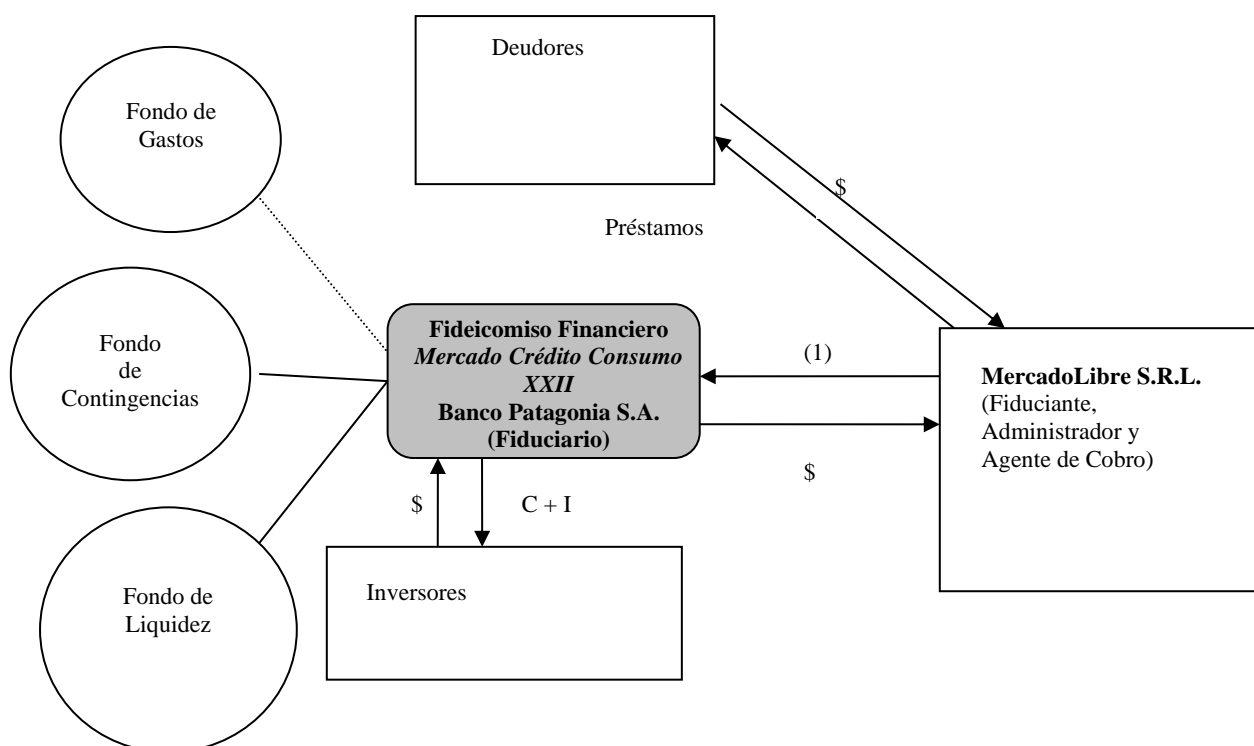 Deudores
Fondo de
Gastos
$
Préstamos
Fideicomiso Financiero
Mercado Crédito Consumo
XXII
Banco Patagonia S.A.
(Fiduciario)
(1)
Fondo
de
Contingencias
MercadoLibre S.R.L.
(Fiduciante,
Administrador y
Agente de Cobro)
$
$
C + I
Inversores
Fondo de
Liquidez